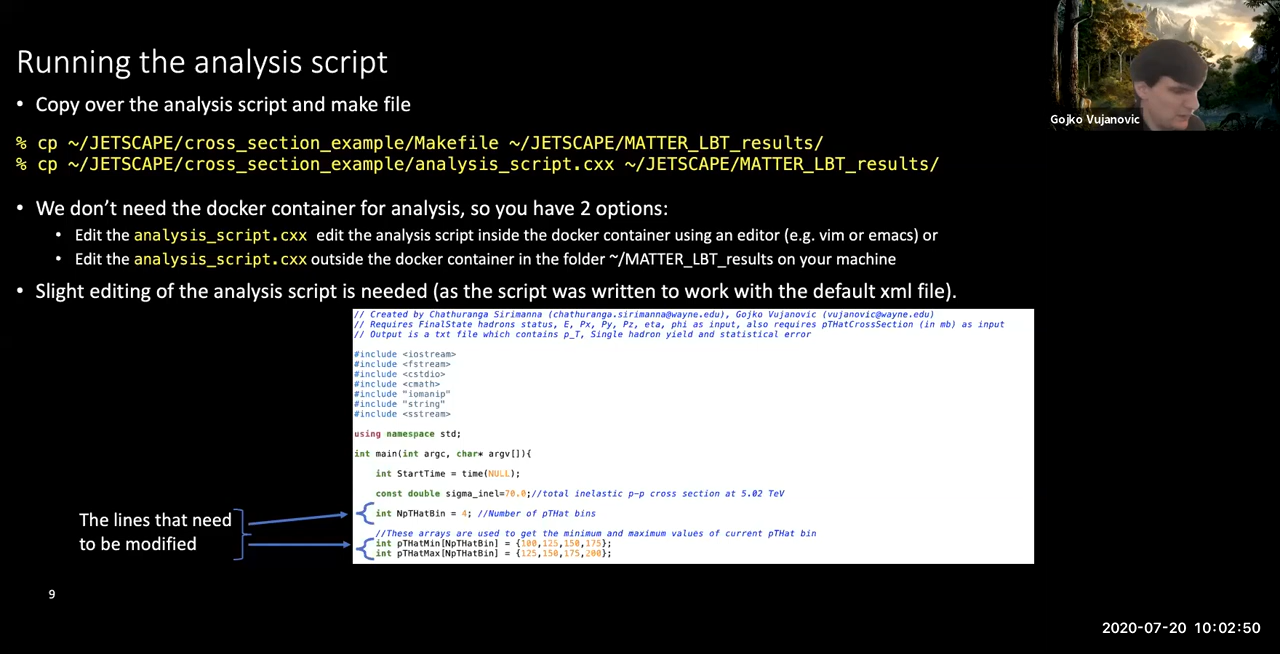 Running the analysis script
Gojko Vujanovic
• Copy over the analysis script and make file
% cp ~/JETSCAPE/cross_section_example/Makefile ~/JETSCAPE/MATTER_LBT_results/
% cp ~/JETSCAPE/cross_section_example/analysis_script.cxx ~/JETSCAPE/MATTER_LBT_results/
• We don't need the docker container for analysis, so you have 2 options:
• Edit the analysis_script.cxx edit the analysis script inside the docker container using an editor (e.g. vim or emacs) or
• Edit the analysis_script.cxx outside the docker container in the folder ~/MATTER_LBT_results on your machine
• Slight editing of the analysis script is needed (as the script was written to work with the default xml file).
// Created by Chathuranga Sirimanna (chathuranga.sirimanna@wayne.edu), Gojko Vujanovic (vujanovic@wayne.edu)
// Requires FinalState hadrons status, E, Px, Py, Pz, eta, phi as input, also requires pTHatCrossSection (in mb) as input
// Output is a txt file which contains p_T, Single hadron yield and statistical error
#include <iostream>
#include <fstream>
#include <cstdio>
#include <cmath>
#include "iomanip"
#include "string"
#include <sstream>
using namespace std;
int main(int argc, char* argv[]){
int StartTime = time(NULL);
const double sigma_inel=70.0;//total inelastic p-p cross section at 5.02 TeV
int NpTHatBin = 4; //Number of pTHat bins
//These arrays are used to get the minimum and maximum values of current pTHat bin
int pTHatMin[NpTHatBin] = {100,125,150,175};
int pTHatMax[NpTHatBin] = {125,150,175,200};
The lines that need
to be modified
9
2020-07-20 10:02:50